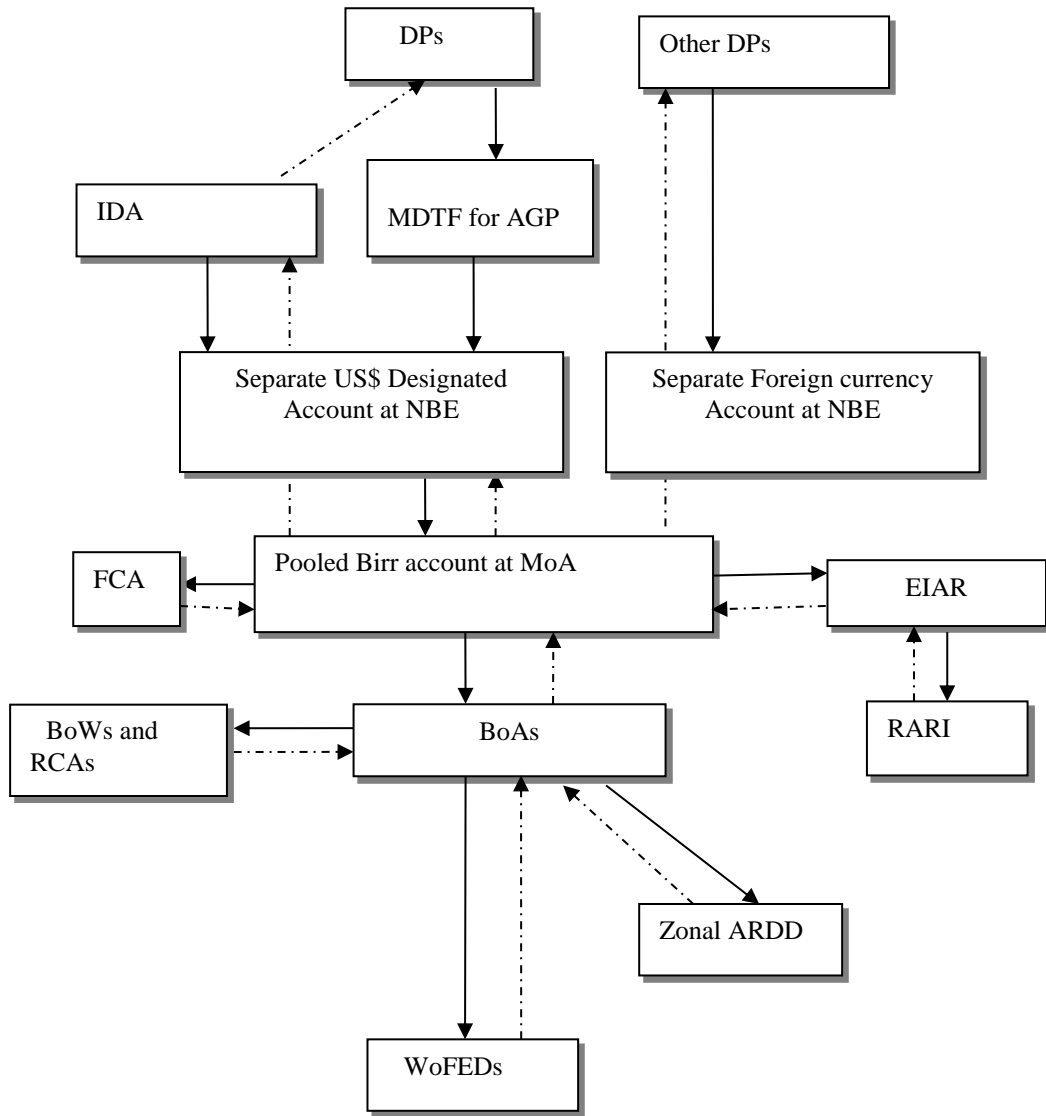 DPs
Other DPs
IDA
MDTF for AGP
Separate US$ Designated
Account at NBE
Separate Foreign currency
Account at NBE
Pooled Birr account at MoA
FCA
EIAR
BoWs and
RCAs
BoAs
RARI
Zonal ARDD
WoFEDs